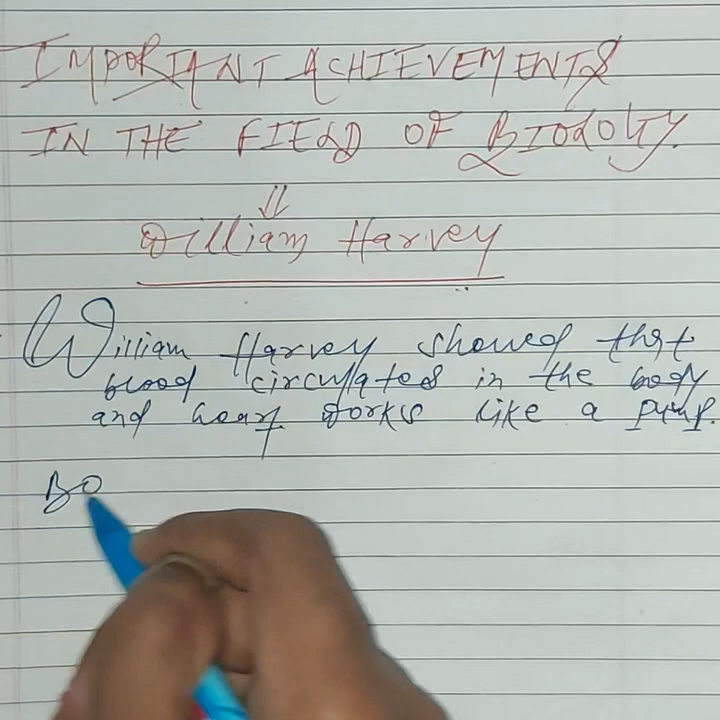 IMPORTANT ACHIEVEMENTS
IN THE FIELD OF BIOLOGY.
⇓
William Harvey
William Harvey showed that
blood circulated in the body
and heart works like a pump.
Bo